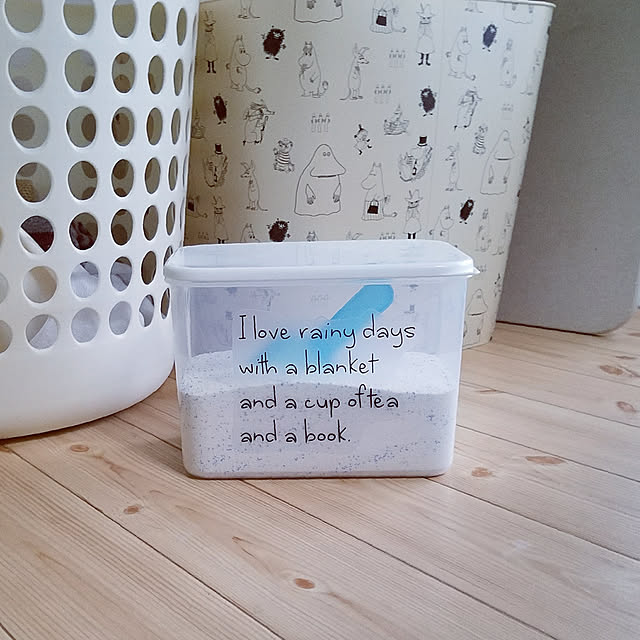 I love rainy days
with a blanket
and a cup of tea
and a book.